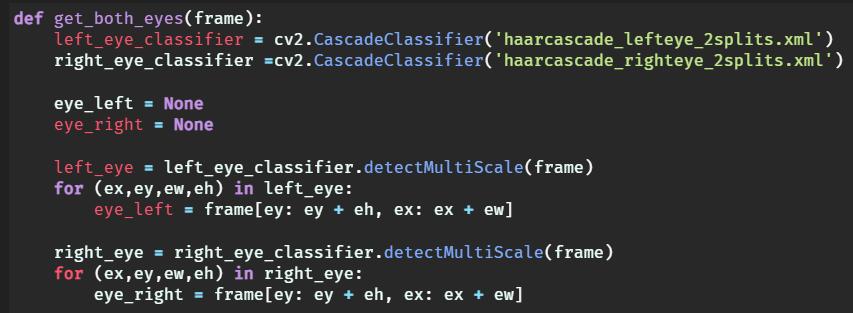 def get_both_eyes(frame):
    left_eye_classifier = cv2.CascadeClassifier('haarcascade_lefteye_2splits.xml')
    right_eye_classifier =cv2.CascadeClassifier('haarcascade_righteye_2splits.xml')

    eye_left = None
    eye_right = None

    left_eye = left_eye_classifier.detectMultiScale(frame)
    for (ex,ey,ew,eh) in left_eye:
        eye_left = frame[ey: ey + eh, ex: ex + ew]

    right_eye = right_eye_classifier.detectMultiScale(frame)
    for (ex,ey,ew,eh) in right_eye:
        eye_right = frame[ey: ey + eh, ex: ex + ew]